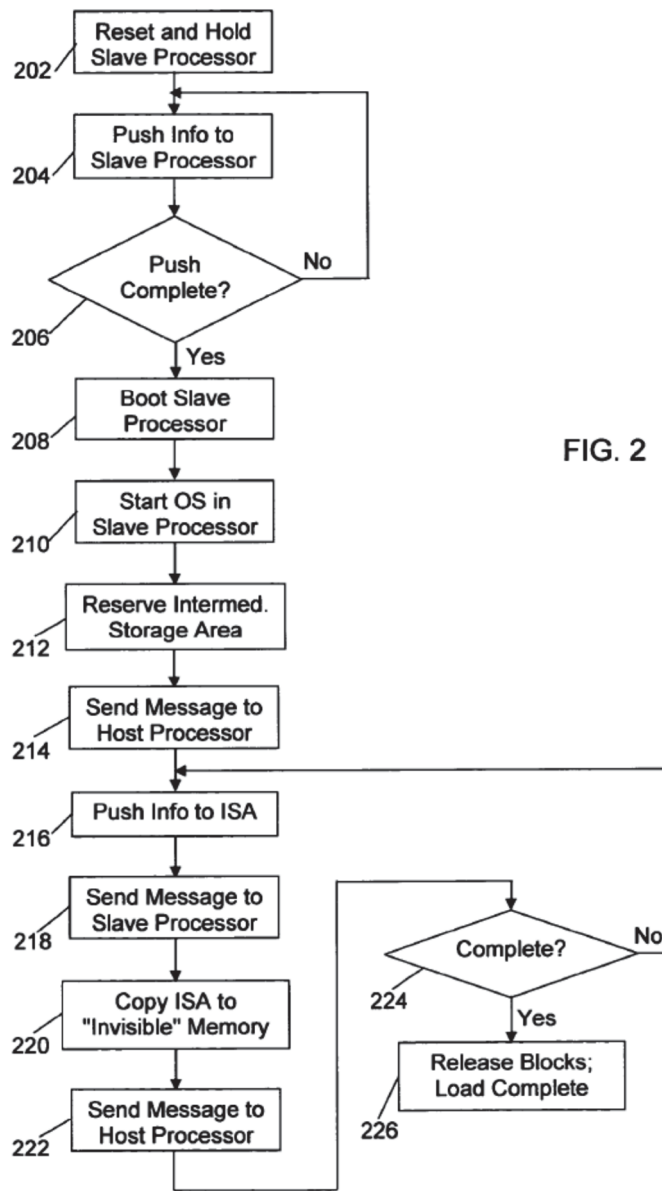 Reset and Hold
Slave Processor
202
Push Info to
Slave Processor
204
Push
Complete?
No
206
Yes
Boot Slave
Processor
208
FIG. 2
Start OS in
Slave Processor
210
Reserve Intermed.
Storage Area
212
Send Message to
Host Processor
214
Push Info to ISA
216
Send Message to
Slave Processor
218
Copy ISA to
"Invisible" Memory
220
Send Message to
Host Processor
222
Complete?
No
224
Yes
Release Blocks;
Load Complete
226